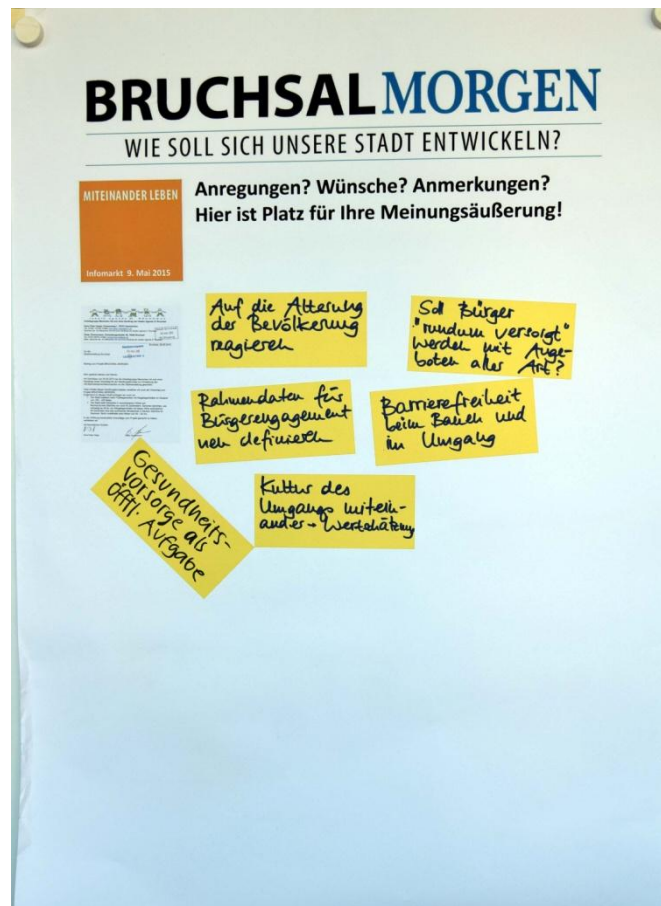 BRUCHSAL MORGEN
WIE SOLL SICH UNSERE STADT ENTWICKELN?
MITEINANDER LEBEN
Infomarkt 9. Mai 2015
Anregungen? Wünsche? Anmerkungen?
Hier ist Platz für Ihre Meinungsäußerung!
Auf die Alterung
der Bevölkerung
reagieren
Soll Bürger
"rundum versorgt"
werden mit Ange-
boten aller Art?
Rahmendaten für
Bürgerengagement
neu definieren
Barrierefreiheit
beim Bauen und
im Umgang
Gesundheits-
vorsorge als
öfftl. Aufgabe
Kultur des
Umgangs mitein-
ander → Wertschätzung